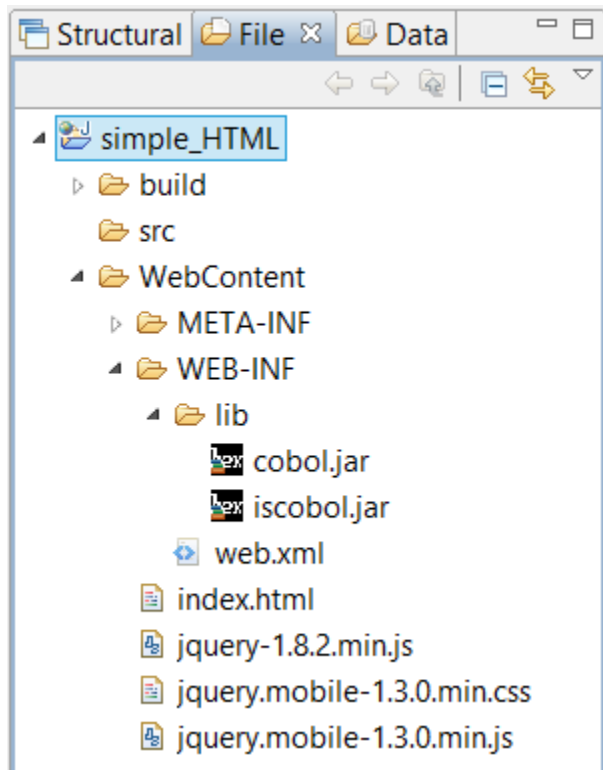 Structural File Data
simple_HTML
build
src
WebContent
META-INF
WEB-INF
lib
cobol.jar
iscobol.jar
web.xml
index.html
jquery-1.8.2.min.js
jquery.mobile-1.3.0.min.css
jquery.mobile-1.3.0.min.js